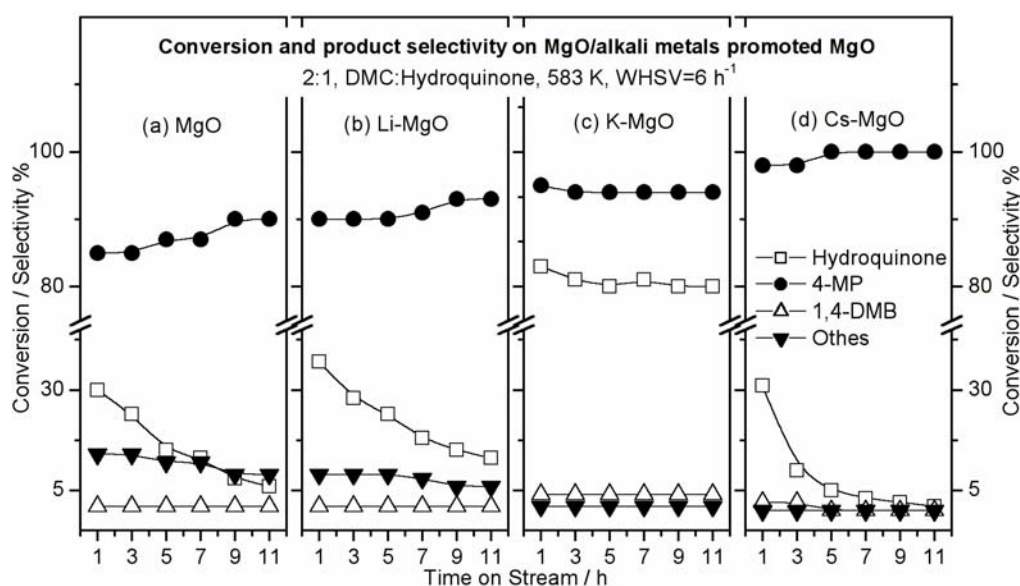 Conversion and product selectivity on MgO/alkali metals promoted MgO
2:1, DMC:Hydroquinone, 583 K, WHSV=6 h⁻¹
(a) MgO
(b) Li-MgO
(c) K-MgO
(d) Cs-MgO
Conversion / Selectivity %
100
80
30
5
100
80
30
5
Conversion / Selectivity %
Hydroquinone
4-MP
1,4-DMB
Othes
1 3 5 7 9 11
1 3 5 7 9 11
1 3 5 7 9 11
1 3 5 7 9 11
Time on Stream / h